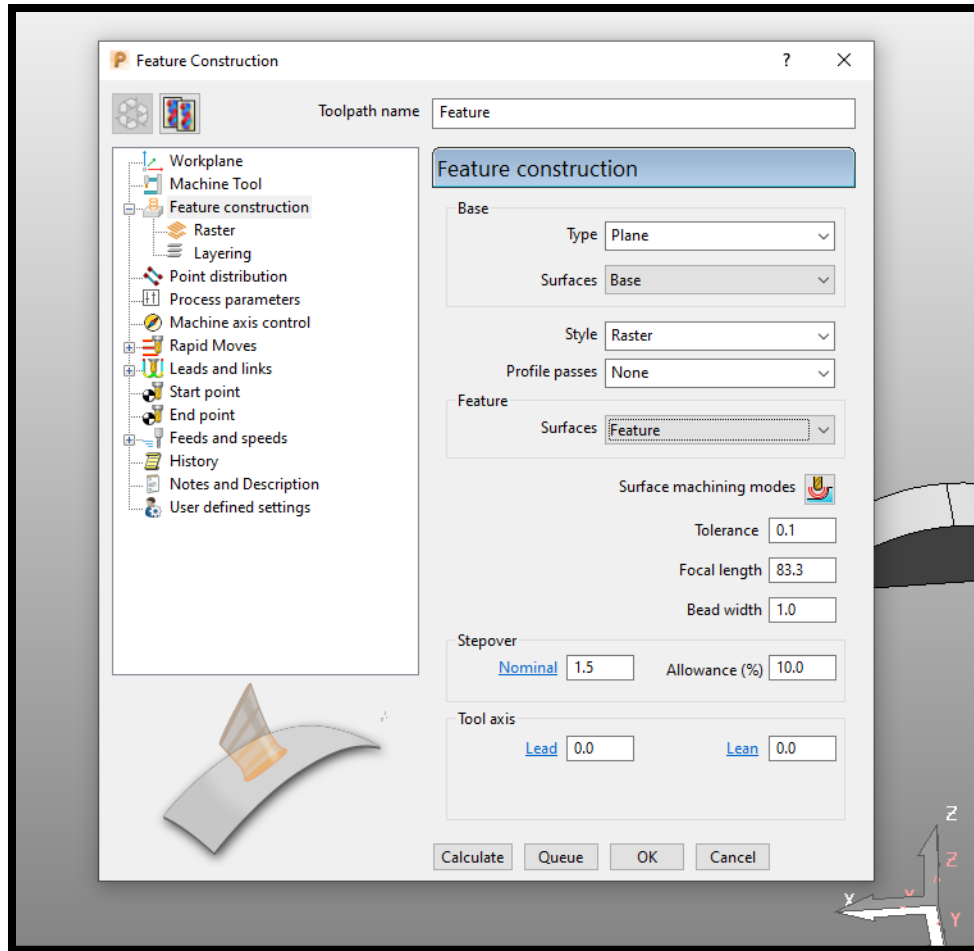 Feature Construction
?
Toolpath name
Feature
Workplane
Machine Tool
Feature construction
Raster
Layering
Point distribution
Process parameters
Machine axis control
Rapid Moves
Leads and links
Start point
End point
Feeds and speeds
History
Notes and Description
User defined settings
Feature construction
Base
Type Plane
Surfaces Base
Style Raster
Profile passes None
Feature
Surfaces Feature
Surface machining modes
Tolerance 0.1
Focal length 83.3
Bead width 1.0
Stepover
Nominal 1.5 Allowance (%) 10.0
Tool axis
Lead 0.0 Lean 0.0
Calculate Queue OK Cancel
Z
Z
X
Y
Y